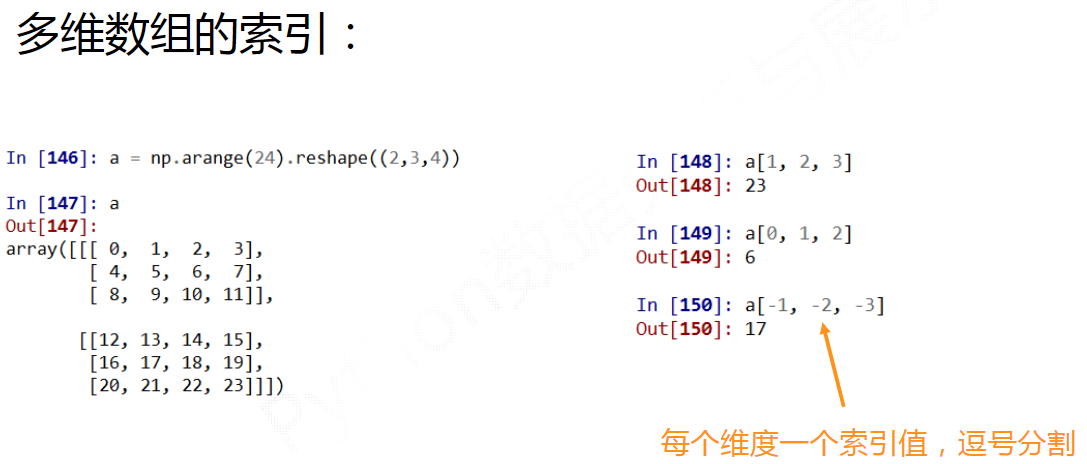 多维数组的索引：
In [146]: a = np.arange(24).reshape((2,3,4))
In [147]: a
Out[147]:
array([[[ 0,  1,  2,  3],
        [ 4,  5,  6,  7],
        [ 8,  9, 10, 11]],
       [[12, 13, 14, 15],
        [16, 17, 18, 19],
        [20, 21, 22, 23]]])
In [148]: a[1, 2, 3]
Out[148]: 23
In [149]: a[0, 1, 2]
Out[149]: 6
In [150]: a[-1, -2, -3]
Out[150]: 17
每个维度一个索引值，逗号分割